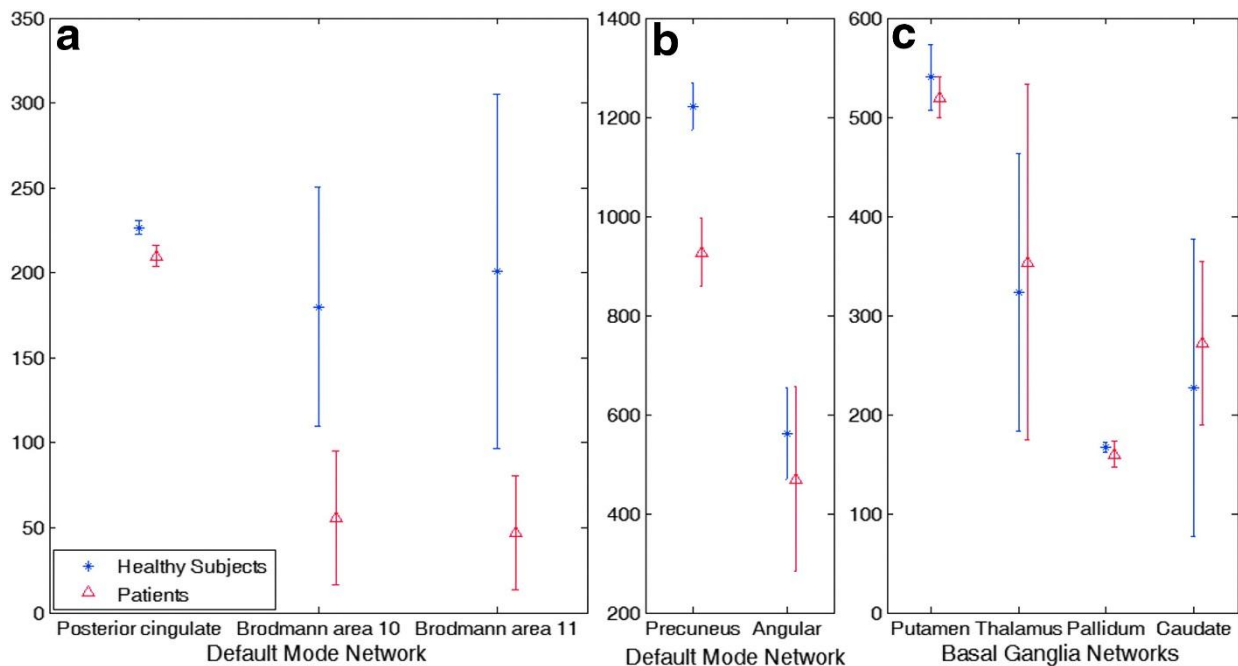 a
350
300
250
200
150
100
50
0
Healthy Subjects
Patients
Posterior cingulate Brodmann area 10 Brodmann area 11
Default Mode Network
b
1400
1200
1000
800
600
400
200
Precuneus Angular
Default Mode Network
c
600
500
400
300
200
100
0
Putamen Thalamus Pallidum Caudate
Basal Ganglia Networks